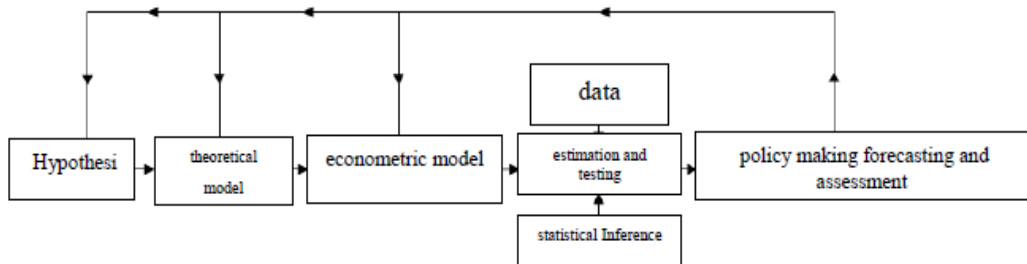 data
Hypothesi
theoretical
model
econometric model
estimation and
testing
policy making forecasting and
assessment
statistical Inference